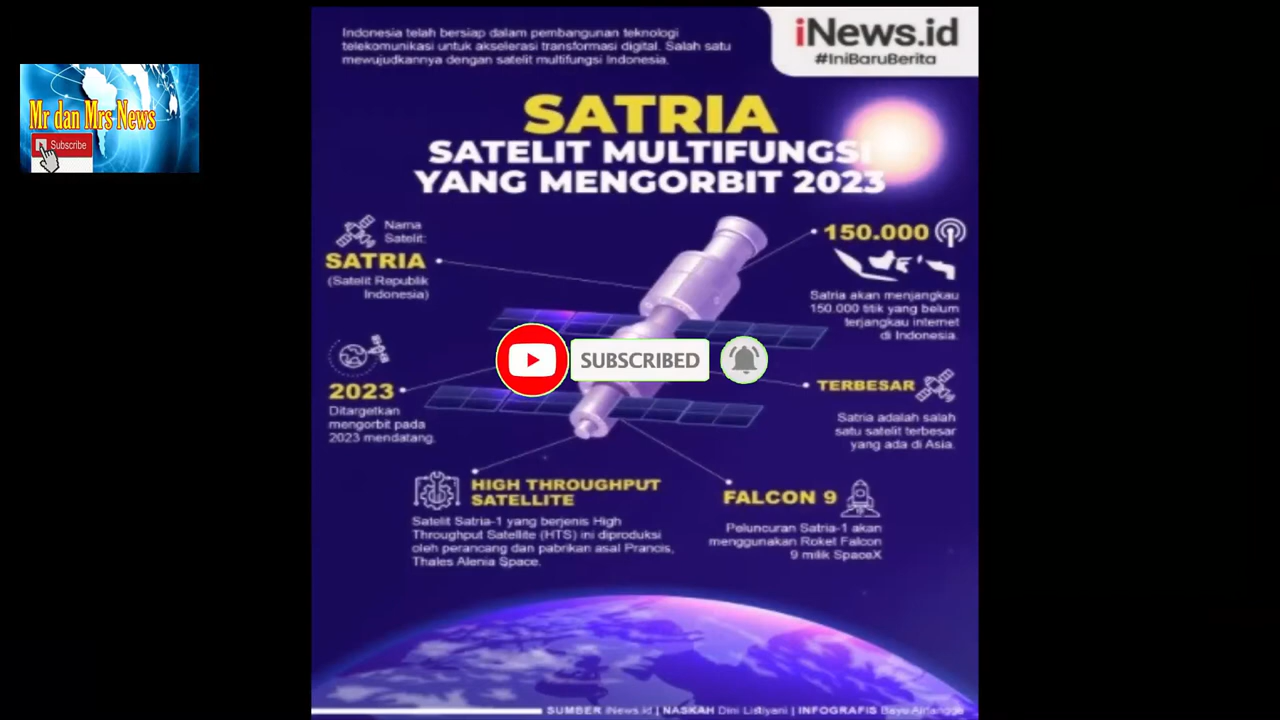 Indonesia telah bersiap dalam pembangunan teknologi
telekomunikasi untuk akselerasi transformasi digital. Salah satu
mewujudkannya dengan satelit multifungsi Indonesia.
iNews.id
#IniBaruBerita
Mr dan Mrs News
Subscribe
SATRIA
SATELIT MULTIFUNGSI
YANG MENGORBIT 2023
Nama
Satelit:
SATRIA
(Satelit Republik
Indonesia)
150.000
Satria akan menjangkau
150.000 titik yang belum
terjangkau internet
di Indonesia.
SUBSCRIBED
2023
Ditargetkan
mengorbit pada
2023 mendatang.
TERBESAR
Satria adalah salah
satu satelit terbesar
yang ada di Asia.
HIGH THROUGHPUT
SATELLITE
Satelit Satria-1 yang berjenis High
Throughput Satellite (HTS) ini diproduksi
oleh perancang dan pabrikan asal Prancis,
Thales Alenia Space.
FALCON 9
Peluncuran Satria-1 akan
menggunakan Roket Falcon
9 milik SpaceX
SUMBER iNews.id | NASKAH Dini Listiyani | INFOGRAFIS Bayu